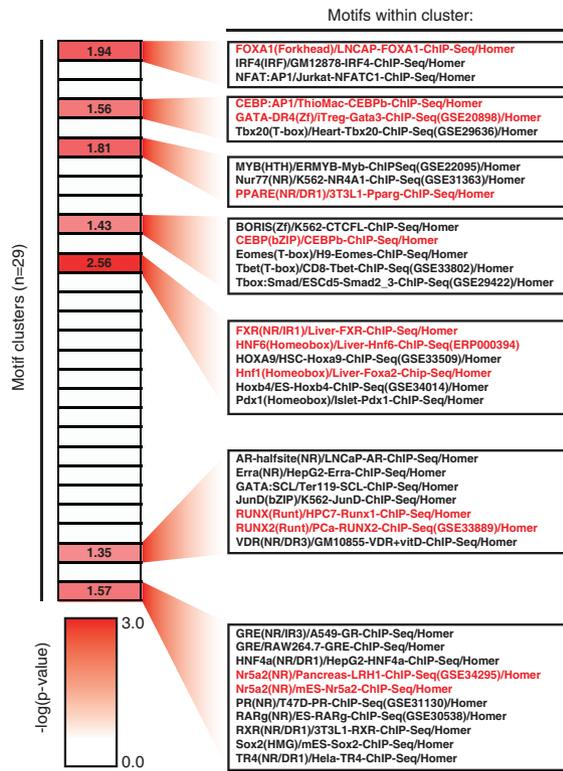 Motifs within cluster:
1.94
FOXA1(Forkhead)/LNCAP-FOXA1-ChIP-Seq/Homer
IRF4(IRF)/GM12878-IRF4-ChIP-Seq/Homer
NFAT:AP1/Jurkat-NFATC1-ChIP-Seq/Homer
1.56
CEBP:AP1/ThioMac-CEBPb-ChIP-Seq/Homer
GATA-DR4(Zf)/iTreg-Gata3-ChIP-Seq(GSE20898)/Homer
Tbx20(T-box)/Heart-Tbx20-ChIP-Seq(GSE29636)/Homer
1.81
MYB(HTH)/ERMYB-Myb-ChIPSeq(GSE22095)/Homer
Nur77(NR)/K562-NR4A1-ChIP-Seq(GSE31363)/Homer
PPARE(NR/DR1)/3T3L1-Pparg-ChIP-Seq/Homer
1.43
BORIS(Zf)/K562-CTCFL-ChIP-Seq/Homer
CEBP(bZIP)/CEBPb-ChIP-Seq/Homer
Eomes(T-box)/H9-Eomes-ChIP-Seq/Homer
Tbet(T-box)/CD8-Tbet-ChIP-Seq(GSE33802)/Homer
Tbox:Smad/ESCd5-Smad2_3-ChIP-Seq(GSE29422)/Homer
2.56
FXR(NR/IR1)/Liver-FXR-ChIP-Seq/Homer
HNF6(Homeobox)/Liver-Hnf6-ChIP-Seq(ERP000394)
HOXA9/HSC-Hoxa9-ChIP-Seq(GSE33509)/Homer
Hnf1(Homeobox)/Liver-Foxa2-Chip-Seq/Homer
Hoxb4/ES-Hoxb4-ChIP-Seq(GSE34014)/Homer
Pdx1(Homeobox)/Islet-Pdx1-ChIP-Seq/Homer
Motif clusters (n=29)
AR-halfsite(NR)/LNCaP-AR-ChIP-Seq/Homer
Erra(NR)/HepG2-Erra-ChIP-Seq/Homer
GATA:SCL/Ter119-SCL-ChIP-Seq/Homer
JunD(bZIP)/K562-JunD-ChIP-Seq/Homer
RUNX(Runt)/HPC7-Runx1-ChIP-Seq/Homer
RUNX2(Runt)/PCa-RUNX2-ChIP-Seq(GSE33889)/Homer
VDR(NR/DR3)/GM10855-VDR+vitD-ChIP-Seq/Homer
1.35
1.57
GRE(NR/IR3)/A549-GR-ChIP-Seq/Homer
GRE/RAW264.7-GRE-ChIP-Seq/Homer
HNF4a(NR/DR1)/HepG2-HNF4a-ChIP-Seq/Homer
Nr5a2(NR)/Pancreas-LRH1-ChIP-Seq(GSE34295)/Homer
Nr5a2(NR)/mES-Nr5a2-ChIP-Seq/Homer
PR(NR)/T47D-PR-ChIP-Seq(GSE31130)/Homer
RARg(NR)/ES-RARg-ChIP-Seq(GSE30538)/Homer
RXR(NR/DR1)/3T3L1-RXR-ChIP-Seq/Homer
Sox2(HMG)/mES-Sox2-ChIP-Seq/Homer
TR4(NR/DR1)/Hela-TR4-ChIP-Seq/Homer
-log(p-value)
3.0
0.0